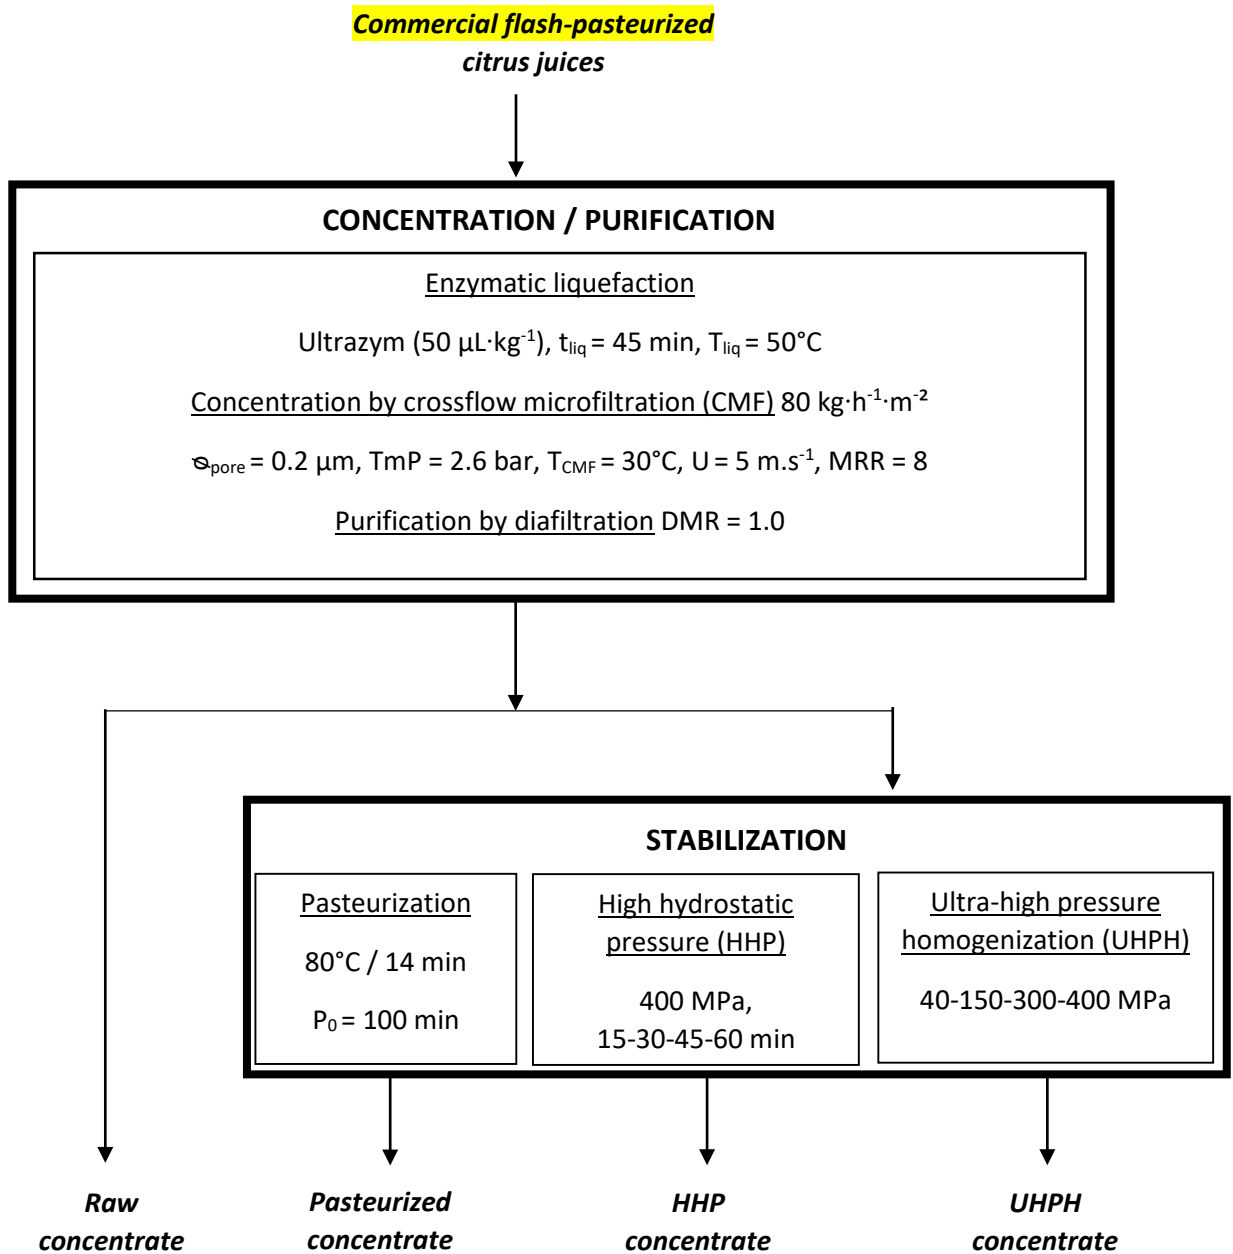 Commercial flash-pasteurized
citrus juices
CONCENTRATION / PURIFICATION
Enzymatic liquefaction
Ultrazym (50 µL·kg⁻¹), tliq = 45 min, Tliq = 50°C
Concentration by crossflow microfiltration (CMF) 80 kg·h⁻¹·m⁻²
⌀pore = 0.2 µm, TmP = 2.6 bar, TCMF = 30°C, U = 5 m.s⁻¹, MRR = 8
Purification by diafiltration DMR = 1.0
STABILIZATION
Pasteurization
80°C / 14 min
P₀ = 100 min
High hydrostatic
pressure (HHP)
400 MPa,
15-30-45-60 min
Ultra-high pressure
homogenization (UHPH)
40-150-300-400 MPa
Raw
concentrate
Pasteurized
concentrate
HHP
concentrate
UHPH
concentrate